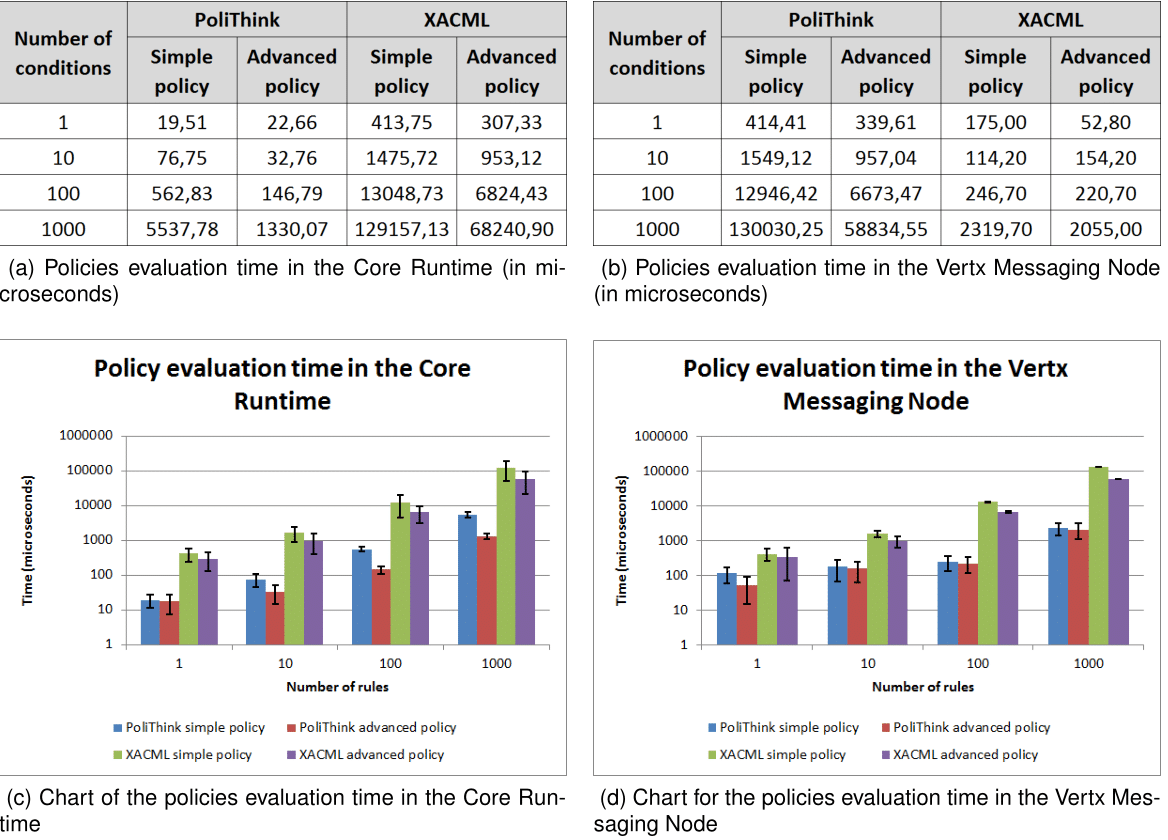 Number of conditions PoliThink XACML
Simple policy Advanced policy Simple policy Advanced policy
1 19,51 22,66 413,75 307,33
10 76,75 32,76 1475,72 953,12
100 562,83 146,79 13048,73 6824,43
1000 5537,78 1330,07 129157,13 68240,90
(a) Policies evaluation time in the Core Runtime (in mi-
croseconds)
Number of conditions PoliThink XACML
Simple policy Advanced policy Simple policy Advanced policy
1 414,41 339,61 175,00 52,80
10 1549,12 957,04 114,20 154,20
100 12946,42 6673,47 246,70 220,70
1000 130030,25 58834,55 2319,70 2055,00
(b) Policies evaluation time in the Vertx Messaging Node
(in microseconds)
Policy evaluation time in the Core
Runtime
Time (microseconds)
1000000
100000
10000
1000
100
10
1
1 10 100 1000
Number of rules
PoliThink simple policy PoliThink advanced policy
XACML simple policy XACML advanced policy
(c) Chart of the policies evaluation time in the Core Run-
time
Policy evaluation time in the Vertx
Messaging Node
Time (microseconds)
1000000
100000
10000
1000
100
10
1
1 10 100 1000
Number of rules
PoliThink simple policy PoliThink advanced policy
XACML simple policy XACML advanced policy
(d) Chart for the policies evaluation time in the Vertx Mes-
saging Node